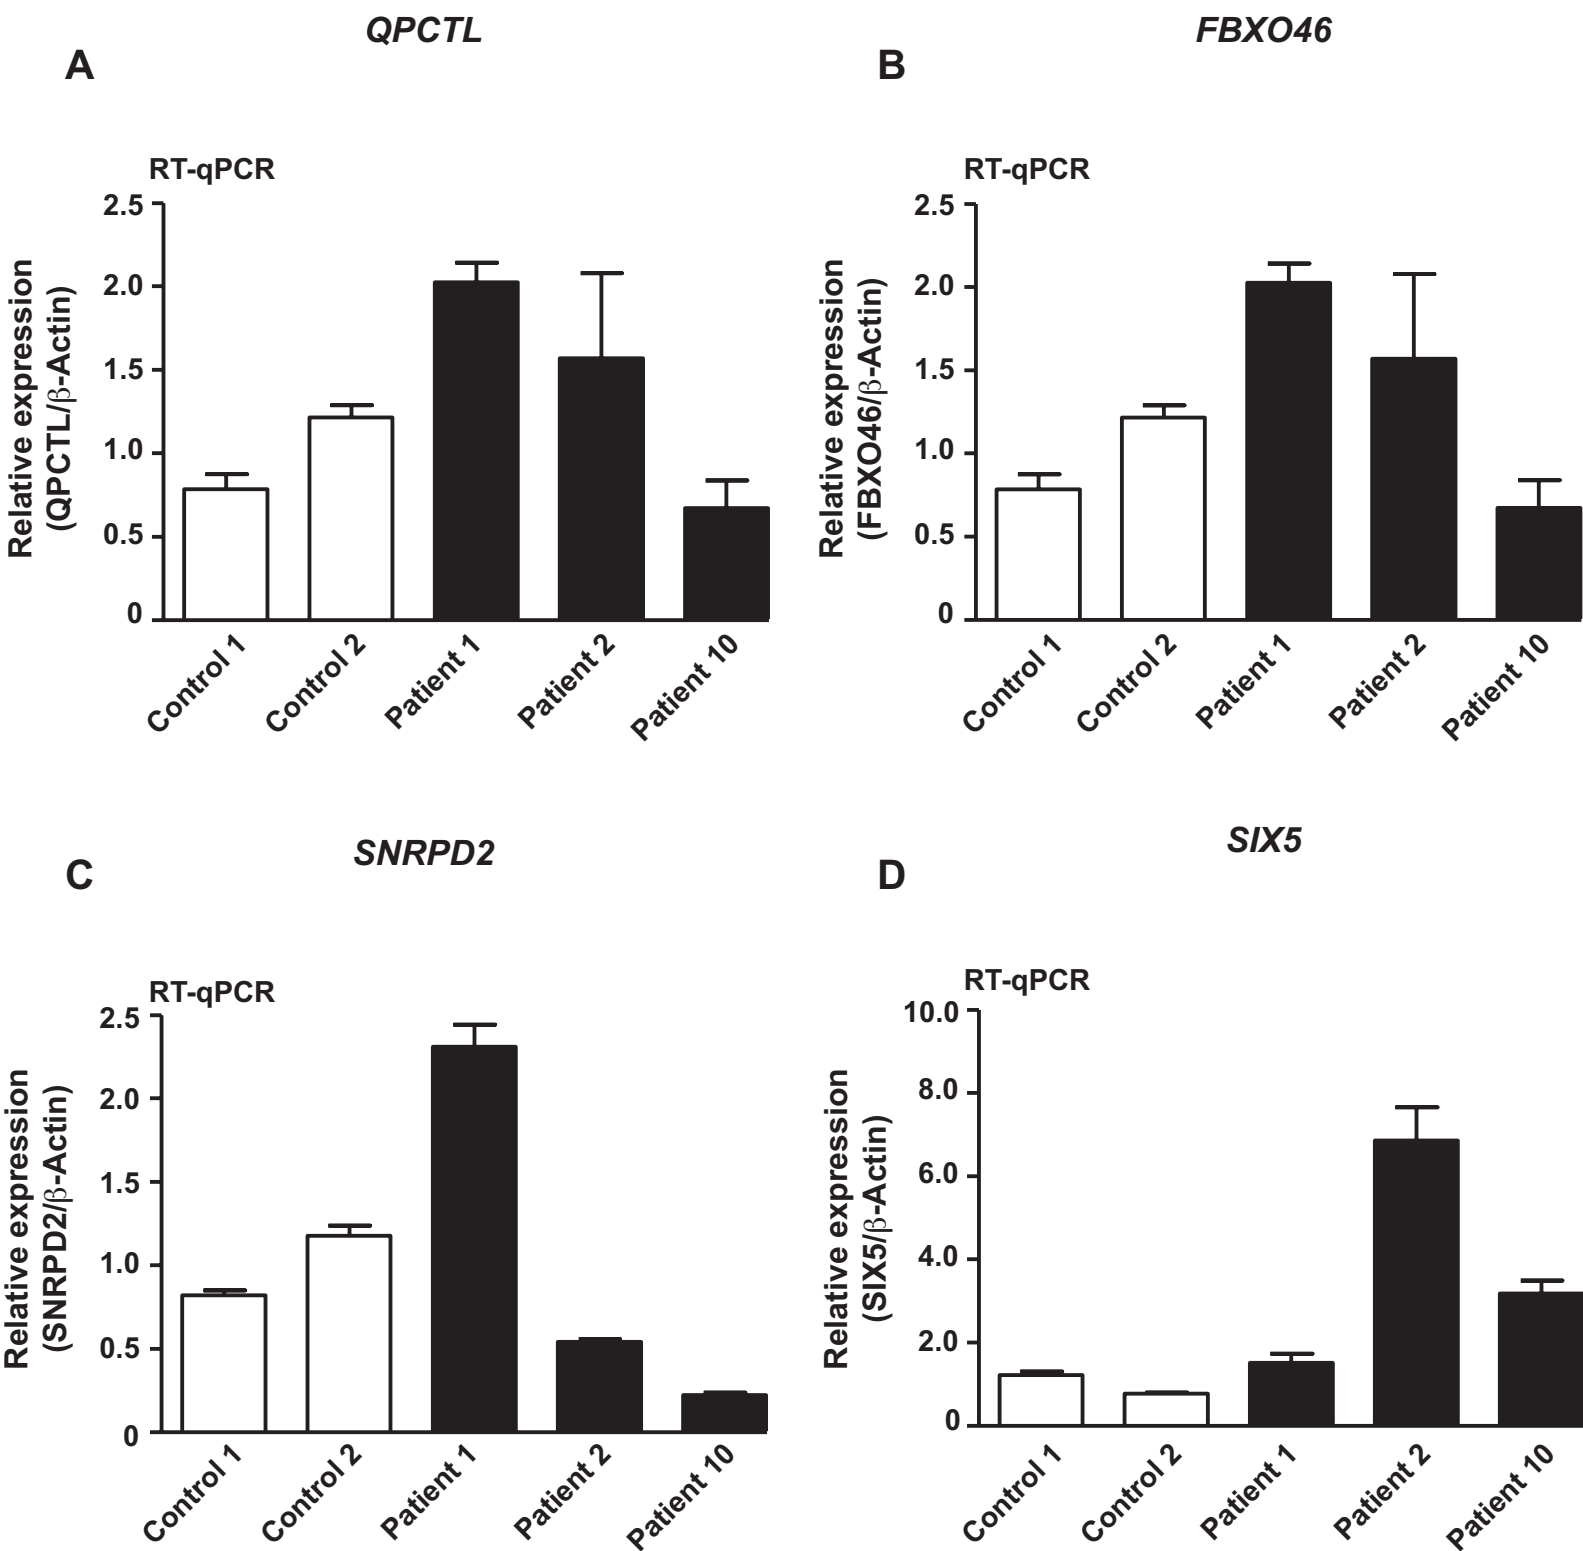 QPCTL
A
RT-qPCR
Relative expression
(QPCTL/β-Actin)
2.5
2.0
1.5
1.0
0.5
0
Control 1
Control 2
Patient 1
Patient 2
Patient 10
FBXO46
B
RT-qPCR
Relative expression
(FBXO46/β-Actin)
2.5
2.0
1.5
1.0
0.5
0
Control 1
Control 2
Patient 1
Patient 2
Patient 10
SNRPD2
C
RT-qPCR
Relative expression
(SNRPD2/β-Actin)
2.5
2.0
1.5
1.0
0.5
0
Control 1
Control 2
Patient 1
Patient 2
Patient 10
SIX5
D
RT-qPCR
Relative expression
(SIX5/β-Actin)
10.0
8.0
6.0
4.0
2.0
0
Control 1
Control 2
Patient 1
Patient 2
Patient 10